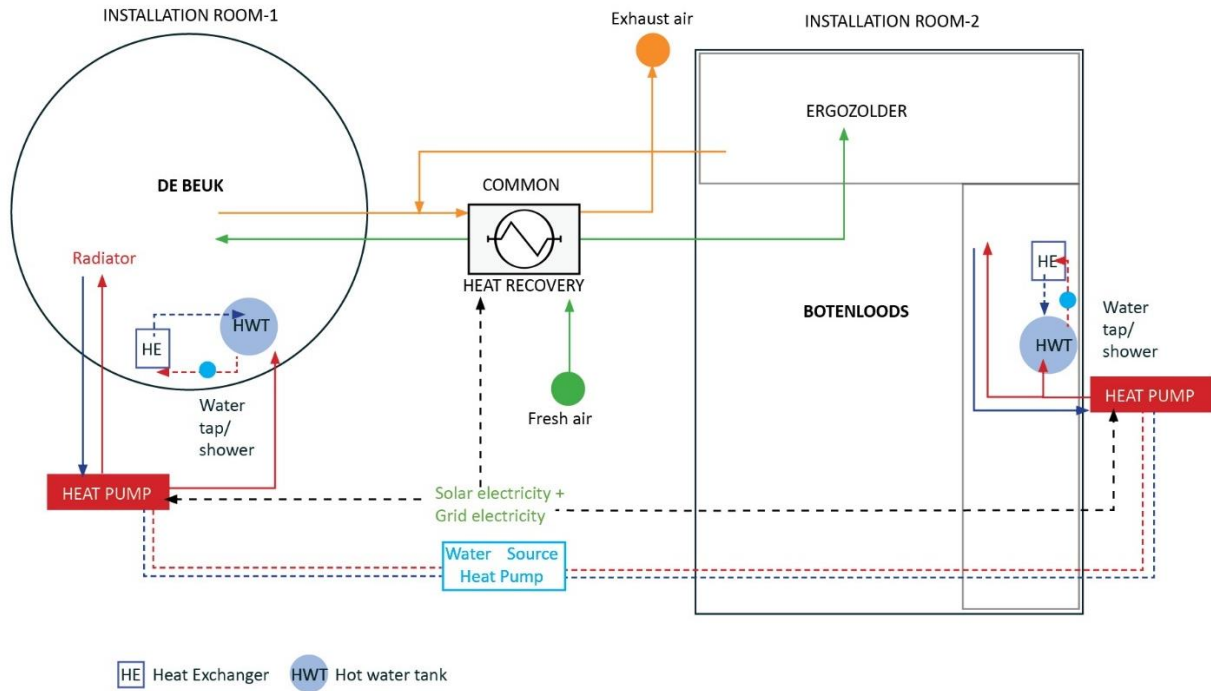 INSTALLATION ROOM-1
Exhaust air
INSTALLATION ROOM-2
ERGOZOLDER
DE BEUK
COMMON
HEAT RECOVERY
Radiator
HWT
HE
Water
tap/
shower
Fresh air
BOTENLOODS
HE
HWT
Water
tap/
shower
HEAT PUMP
HEAT PUMP
Solar electricity +
Grid electricity
Water Source
Heat Pump
HE Heat Exchanger
HWT Hot water tank